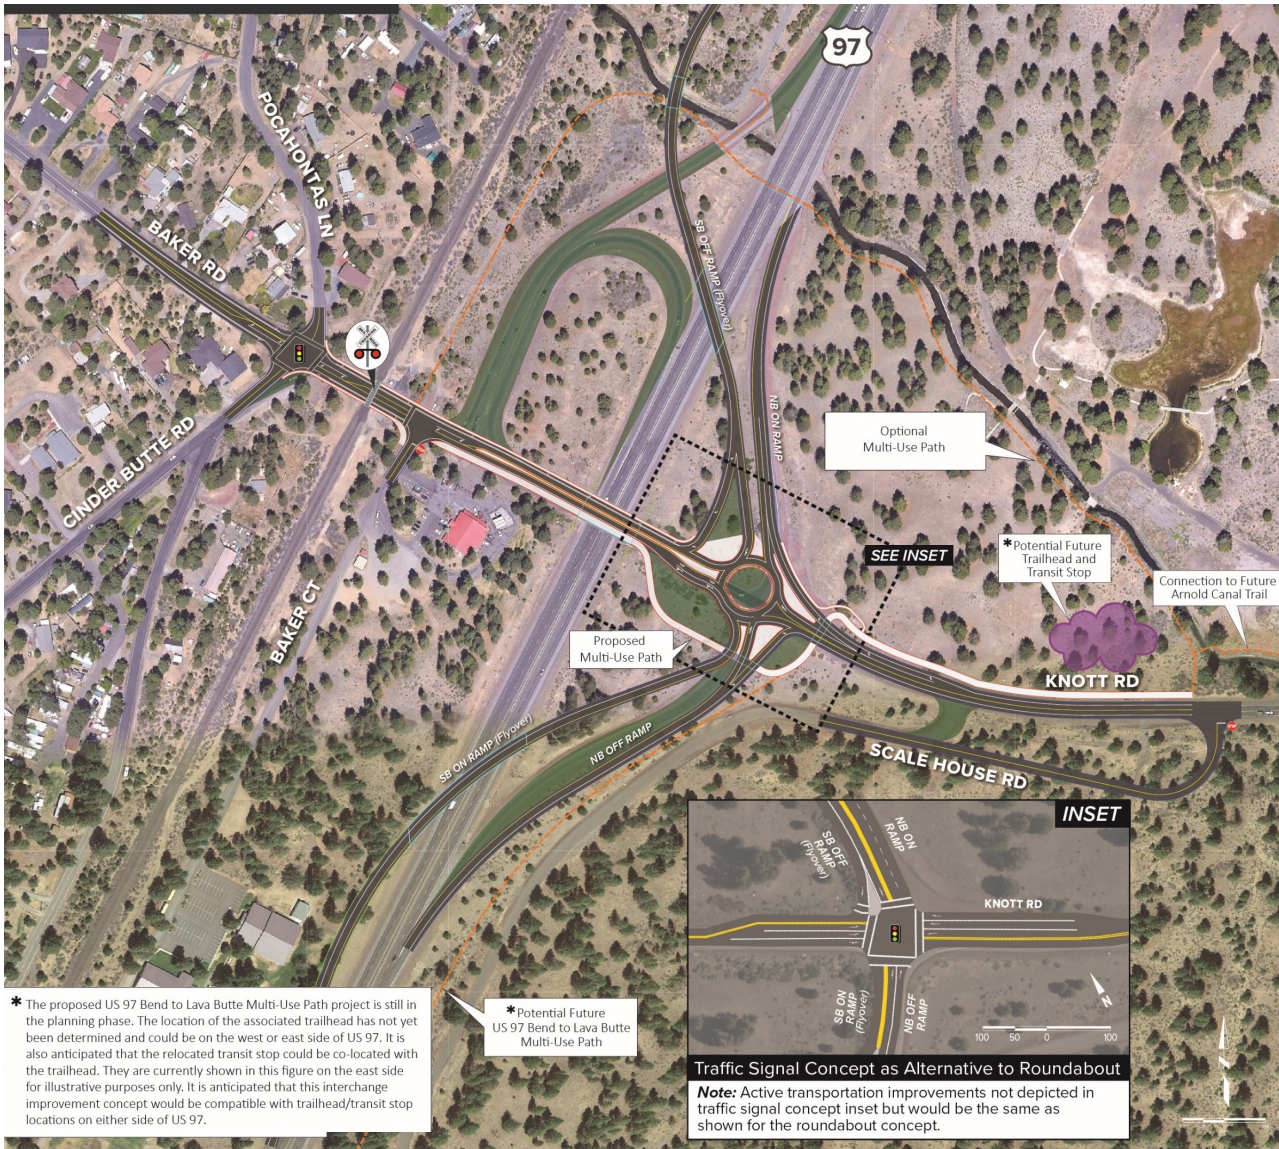 97
POCAHONTAS LN
BAKER RD
SB OFF RAMP (Flyover)
NB ON RAMP
Optional
Multi-Use Path
CINDER BUTTE RD
SEE INSET
*Potential Future
Trailhead and
Transit Stop
Connection to Future
Arnold Canal Trail
BAKER CT
Proposed
Multi-Use Path
KNOTT RD
SB ON RAMP (Flyover)
NB OFF RAMP
SCALE HOUSE RD
INSET
SB OFF
RAMP
(Flyover)
NB ON
RAMP
KNOTT RD
SB ON
RAMP
(Flyover)
NB OFF
RAMP
N
100 50 0 100
Traffic Signal Concept as Alternative to Roundabout
Note: Active transportation improvements not depicted in
traffic signal concept inset but would be the same as
shown for the roundabout concept.
* The proposed US 97 Bend to Lava Butte Multi-Use Path project is still in
the planning phase. The location of the associated trailhead has not yet
been determined and could be on the west or east side of US 97. It is
also anticipated that the relocated transit stop could be co-located with
the trailhead. They are currently shown in this figure on the east side
for illustrative purposes only. It is anticipated that this interchange
improvement concept would be compatible with trailhead/transit stop
locations on either side of US 97.
*Potential Future
US 97 Bend to Lava Butte
Multi-Use Path